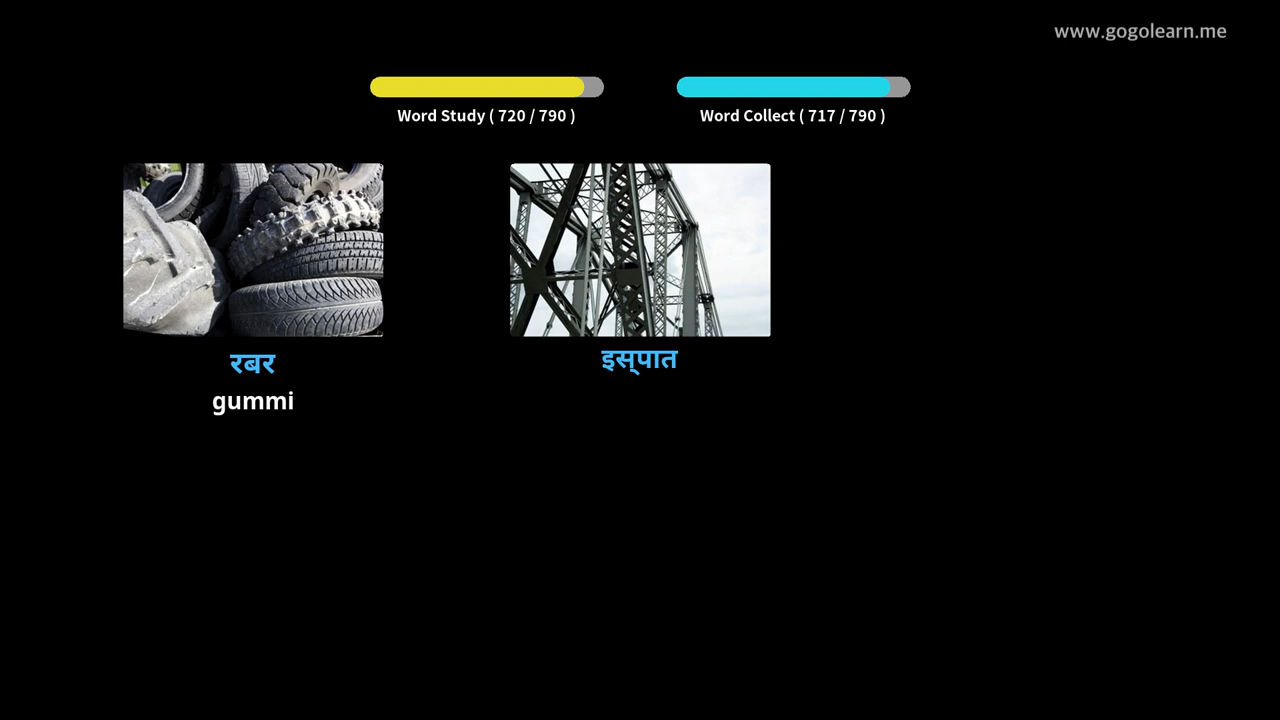 www.gogolearn.me
Word Study ( 720 / 790 )
Word Collect ( 717 / 790 )
रबर
gummi
इस्पात